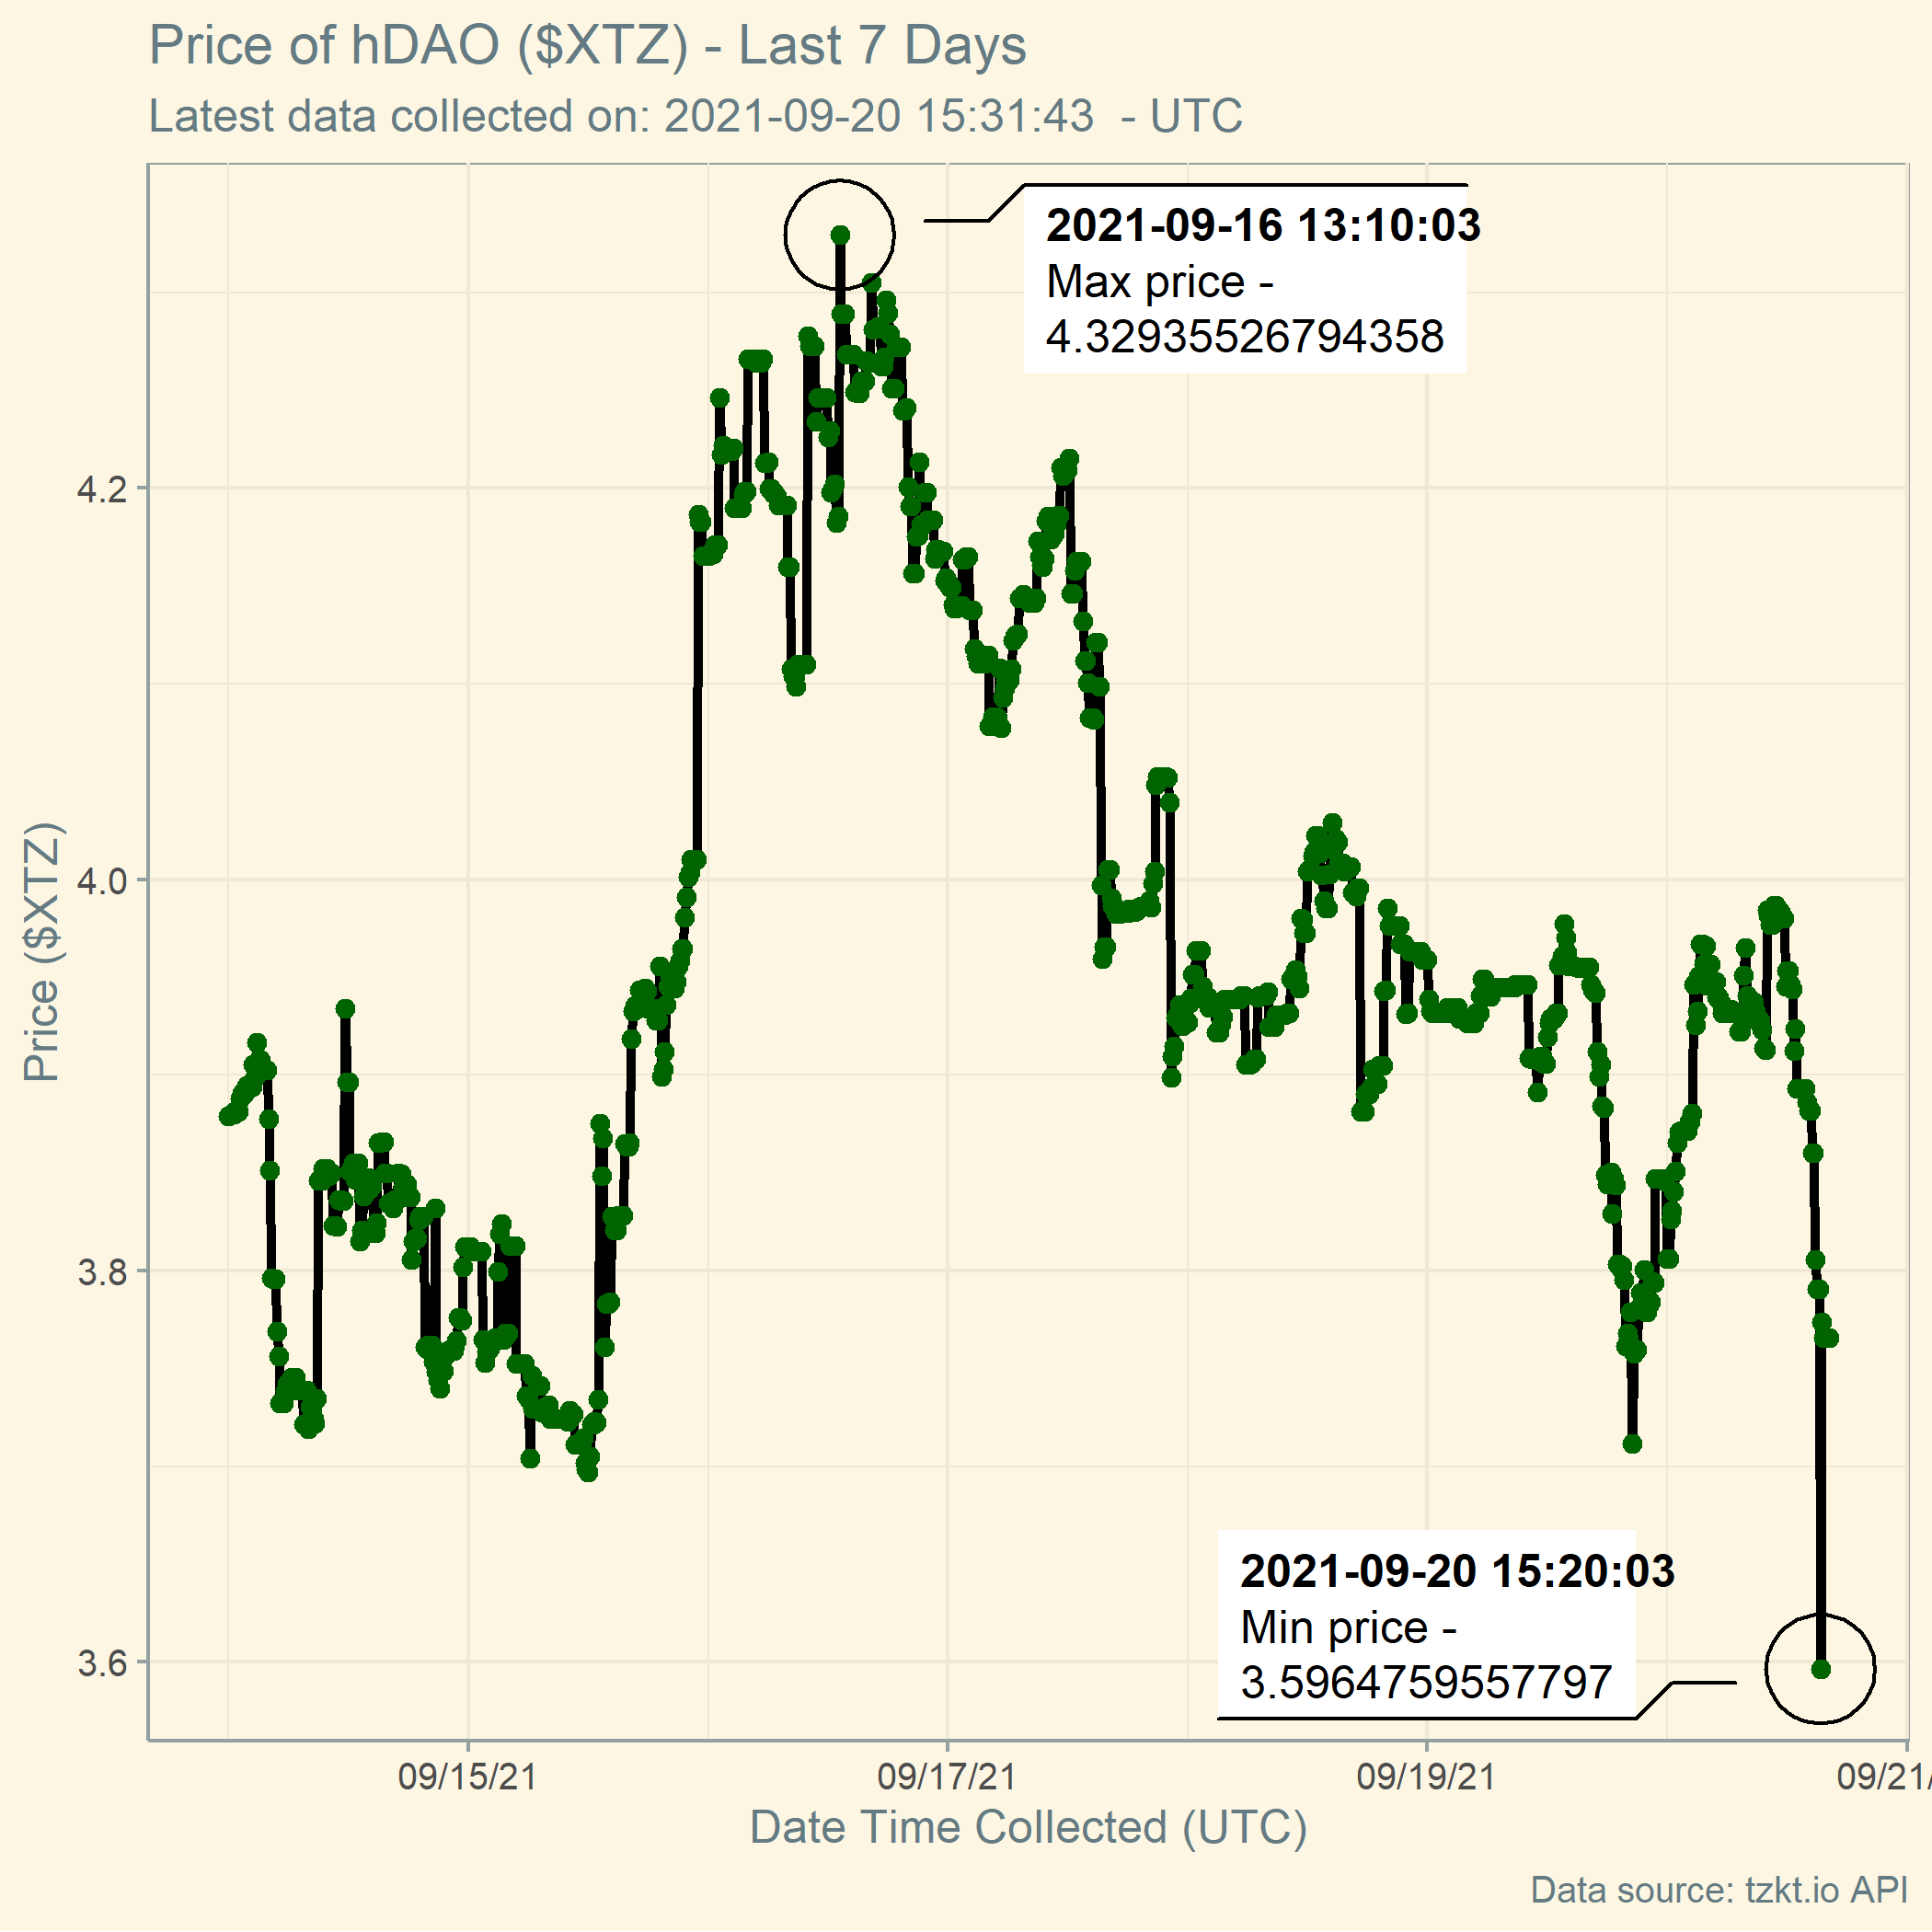 Price of hDAO ($XTZ) - Last 7 Days
Latest data collected on: 2021-09-20 15:31:43  - UTC
2021-09-16 13:10:03
Max price -
4.32935526794358
4.2
4.0
3.8
3.6
Price ($XTZ)
2021-09-20 15:20:03
Min price -
3.5964759557797
09/15/21
09/17/21
09/19/21
09/21/
Date Time Collected (UTC)
Data source: tzkt.io API